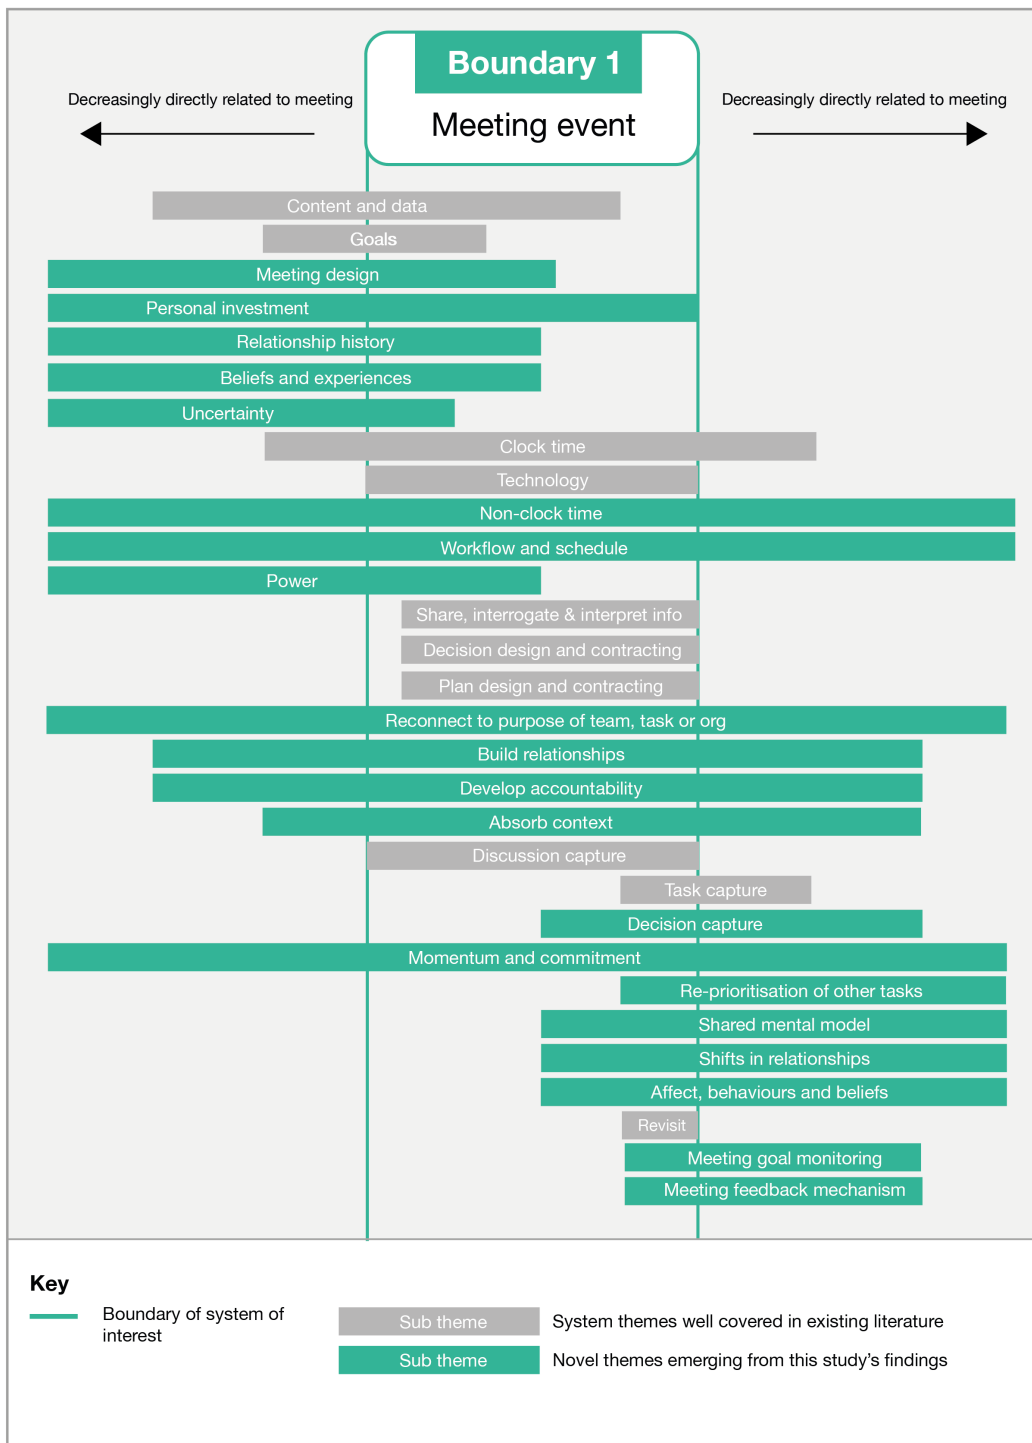 Boundary 1
Meeting event
Decreasingly directly related to meeting
Decreasingly directly related to meeting
Content and data
Goals
Meeting design
Personal investment
Relationship history
Beliefs and experiences
Uncertainty
Clock time
Technology
Non-clock time
Workflow and schedule
Power
Share, interrogate & interpret info
Decision design and contracting
Plan design and contracting
Reconnect to purpose of team, task or org
Build relationships
Develop accountability
Absorb context
Discussion capture
Task capture
Decision capture
Momentum and commitment
Re-prioritisation of other tasks
Shared mental model
Shifts in relationships
Affect, behaviours and beliefs
Revisit
Meeting goal monitoring
Meeting feedback mechanism
Key
Boundary of system of
interest
Sub theme
System themes well covered in existing literature
Sub theme
Novel themes emerging from this study’s findings